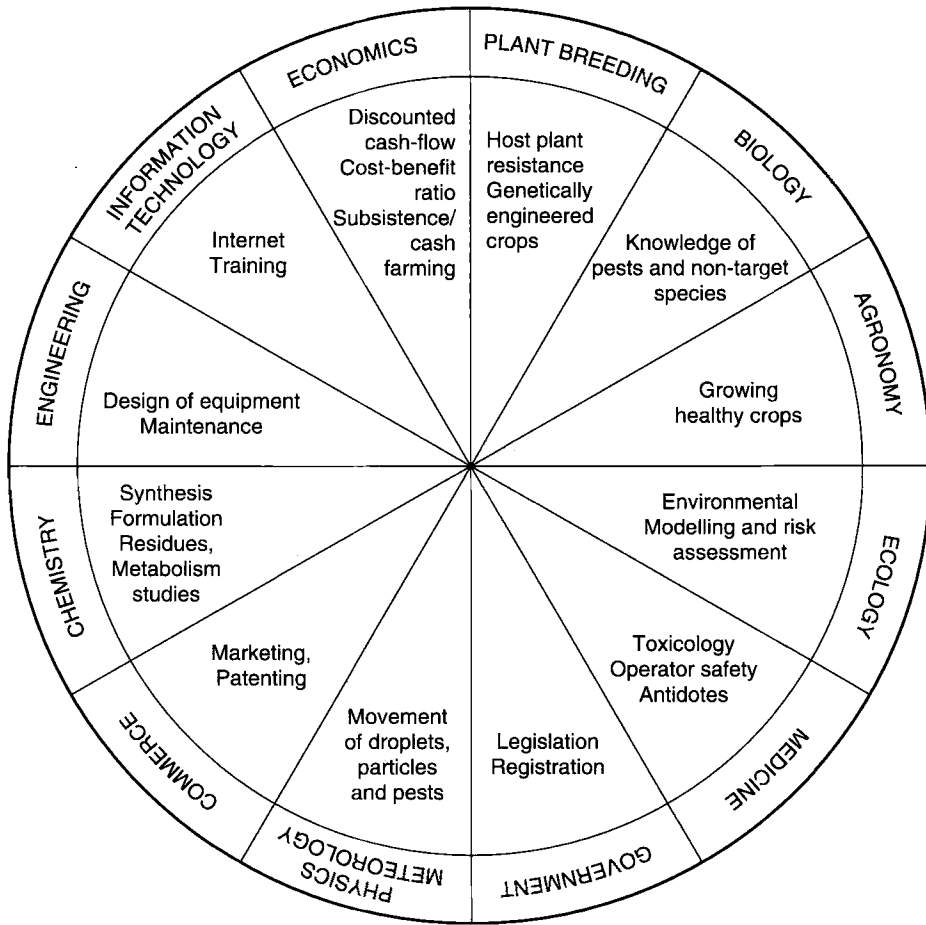 ECONOMICS
Discounted
cash-flow
Cost-benefit
ratio
Subsistence/
cash
farming
PLANT BREEDING
Host plant
resistance
Genetically
engineered
crops
BIOLOGY
Knowledge of
pests and non-target
species
AGRONOMY
Growing
healthy crops
ECOLOGY
Environmental
Modelling and risk
assessment
MEDICINE
Toxicology
Operator safety
Antidotes
GOVERNMENT
Legislation
Registration
PHYSICS
METEOROLOGY
Movement
of droplets,
particles
and pests
COMMERCE
Marketing,
Patenting
CHEMISTRY
Synthesis
Formulation
Residues,
Metabolism
studies
ENGINEERING
Design of equipment
Maintenance
INFORMATION
TECHNOLOGY
Internet
Training